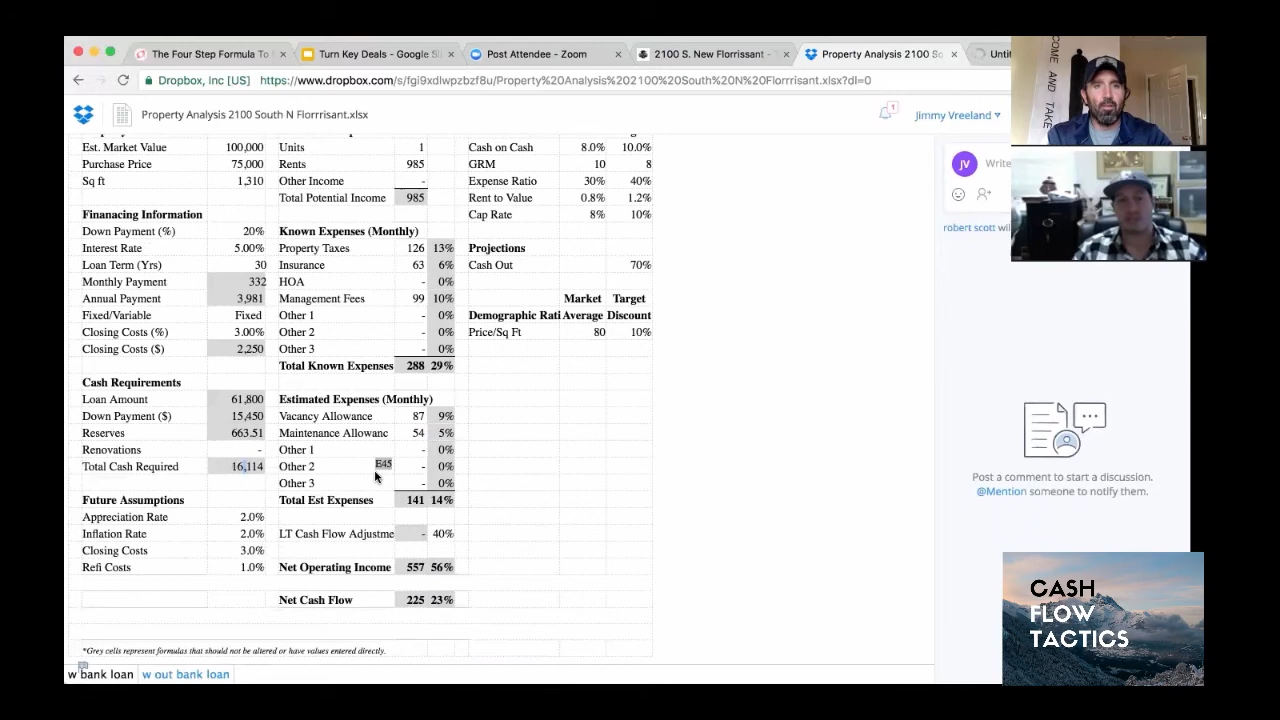 The Four Step Formula To
Turn Key Deals - Google Sl
Post Attendee - Zoom
2100 S. New Florrissant -
Property Analysis 2100 So
Unti
Dropbox, Inc [US]
https://www.dropbox.com/s/fgi9xdlwpzbzf8u/Property%20Analysis%202100%20South%20N%20Florrrisant.xlsx?dl=0
Property Analysis 2100 South N Florrrisant.xlsx
1
Jimmy Vreeland
COME AND TAKE
JV
Write
robert scott wi
Est. Market Value 100,000 Units 1 Cash on Cash 8.0% 10.0%
Purchase Price 75,000 Rents 985 GRM 10 8
Sq ft 1,310 Other Income - Expense Ratio 30% 40%
Total Potential Income 985 Rent to Value 0.8% 1.2%
Finanacing Information Cap Rate 8% 10%
Down Payment (%) 20% Known Expenses (Monthly)
Interest Rate 5.00% Property Taxes 126 13% Projections
Loan Term (Yrs) 30 Insurance 63 6% Cash Out 70%
Monthly Payment 332 HOA - 0%
Annual Payment 3,981 Management Fees 99 10% Market Target
Fixed/Variable Fixed Other 1 - 0% Demographic Rati Average Discount
Closing Costs (%) 3.00% Other 2 - 0% Price/Sq Ft 80 10%
Closing Costs ($) 2,250 Other 3 - 0%
Total Known Expenses 288 29%
Cash Requirements
Loan Amount 61,800 Estimated Expenses (Monthly)
Down Payment ($) 15,450 Vacancy Allowance 87 9%
Reserves 663.51 Maintenance Allowanc 54 5%
Renovations - Other 1 - 0%
Total Cash Required 16,114 Other 2 E45 - 0%
Other 3 - 0%
Future Assumptions Total Est Expenses 141 14%
Appreciation Rate 2.0%
Inflation Rate 2.0% LT Cash Flow Adjustme - 40%
Closing Costs 3.0%
Refi Costs 1.0% Net Operating Income 557 56%
Net Cash Flow 225 23%
*Grey cells represent formulas that should not be altered or have values entered directly.
w bank loan
w out bank loan
Post a comment to start a discussion.
@Mention someone to notify them.
CASH
FLOW
TACTICS